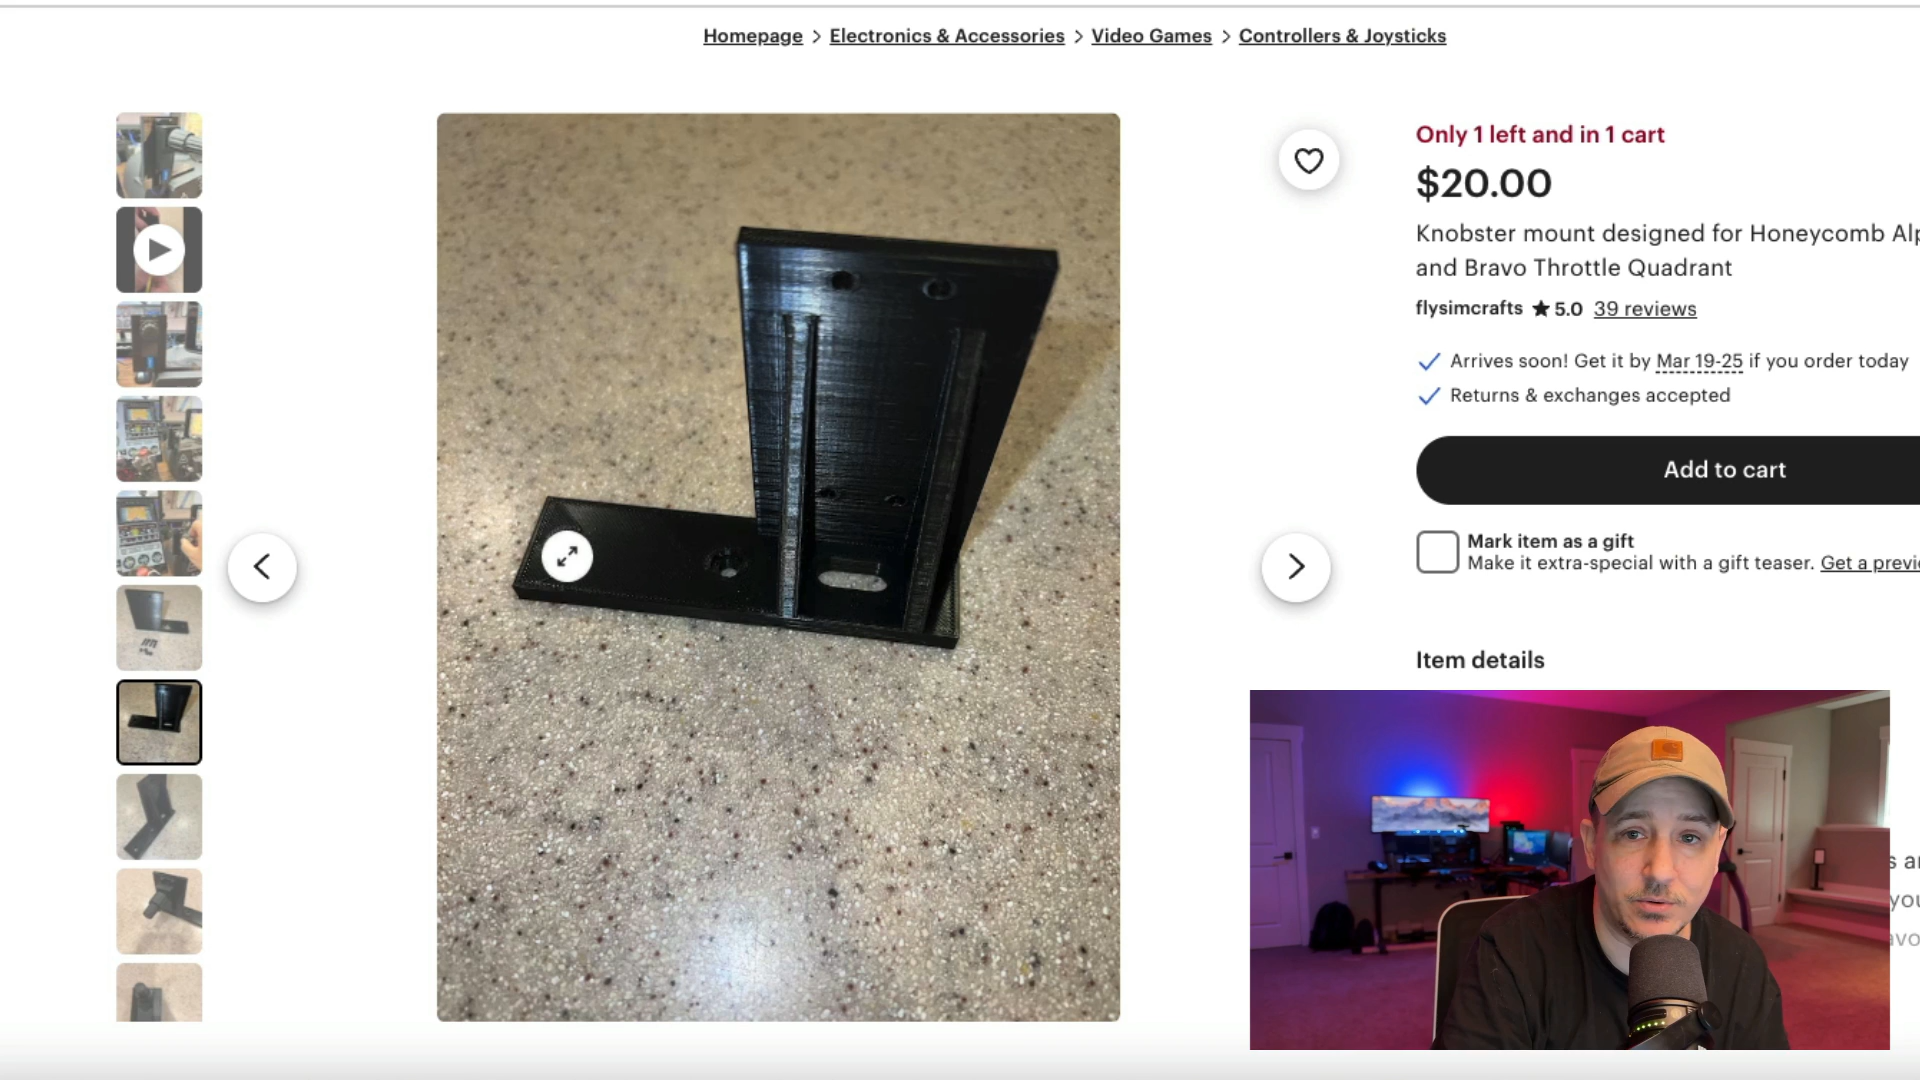 Homepage > Electronics & Accessories > Video Games > Controllers & Joysticks
Only 1 left and in 1 cart
$20.00
Knobster mount designed for Honeycomb Alp
and Bravo Throttle Quadrant
flysimcrafts ★ 5.0 39 reviews
Arrives soon! Get it by Mar 19-25 if you order today
Returns & exchanges accepted
Add to cart
Mark item as a gift
Make it extra-special with a gift teaser. Get a previ
Item details
s a
you
avo